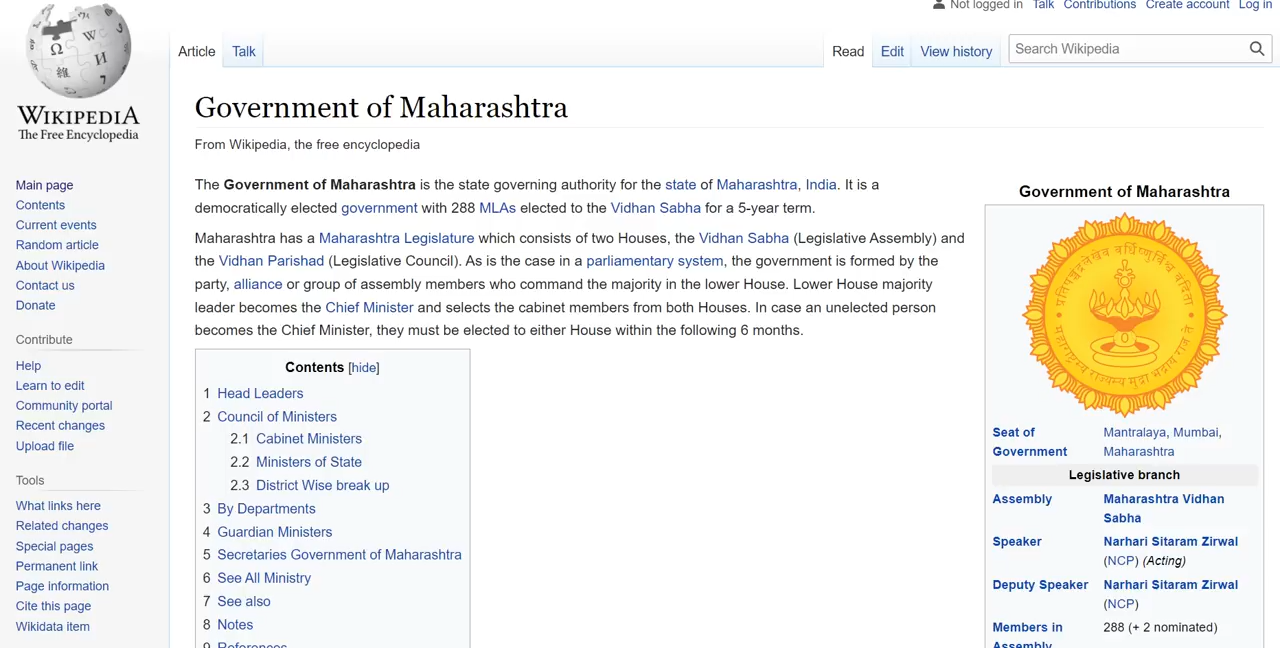 Not logged in Talk Contributions Create account Log in
Article Talk Read Edit View history Search Wikipedia
WIKIPEDIA
The Free Encyclopedia
Main page
Contents
Current events
Random article
About Wikipedia
Contact us
Donate
Contribute
Help
Learn to edit
Community portal
Recent changes
Upload file
Tools
What links here
Related changes
Special pages
Permanent link
Page information
Cite this page
Wikidata item
Government of Maharashtra
From Wikipedia, the free encyclopedia
The Government of Maharashtra is the state governing authority for the state of Maharashtra, India. It is a
democratically elected government with 288 MLAs elected to the Vidhan Sabha for a 5-year term.
Maharashtra has a Maharashtra Legislature which consists of two Houses, the Vidhan Sabha (Legislative Assembly) and
the Vidhan Parishad (Legislative Council). As is the case in a parliamentary system, the government is formed by the
party, alliance or group of assembly members who command the majority in the lower House. Lower House majority
leader becomes the Chief Minister and selects the cabinet members from both Houses. In case an unelected person
becomes the Chief Minister, they must be elected to either House within the following 6 months.
Contents [hide]
1 Head Leaders
2 Council of Ministers
2.1 Cabinet Ministers
2.2 Ministers of State
2.3 District Wise break up
3 By Departments
4 Guardian Ministers
5 Secretaries Government of Maharashtra
6 See All Ministry
7 See also
8 Notes
9 References
Government of Maharashtra
प्रतिपच्चंद्रलेखेव वर्धिष्णुर्विश्व वंदिता
महाराष्ट्रस्य राज्यस्य मुद्रा भद्राय राजते
Seat of Mantralaya, Mumbai,
Government Maharashtra
Legislative branch
Assembly Maharashtra Vidhan
Sabha
Speaker Narhari Sitaram Zirwal
(NCP) (Acting)
Deputy Speaker Narhari Sitaram Zirwal
(NCP)
Members in 288 (+ 2 nominated)
Assembly